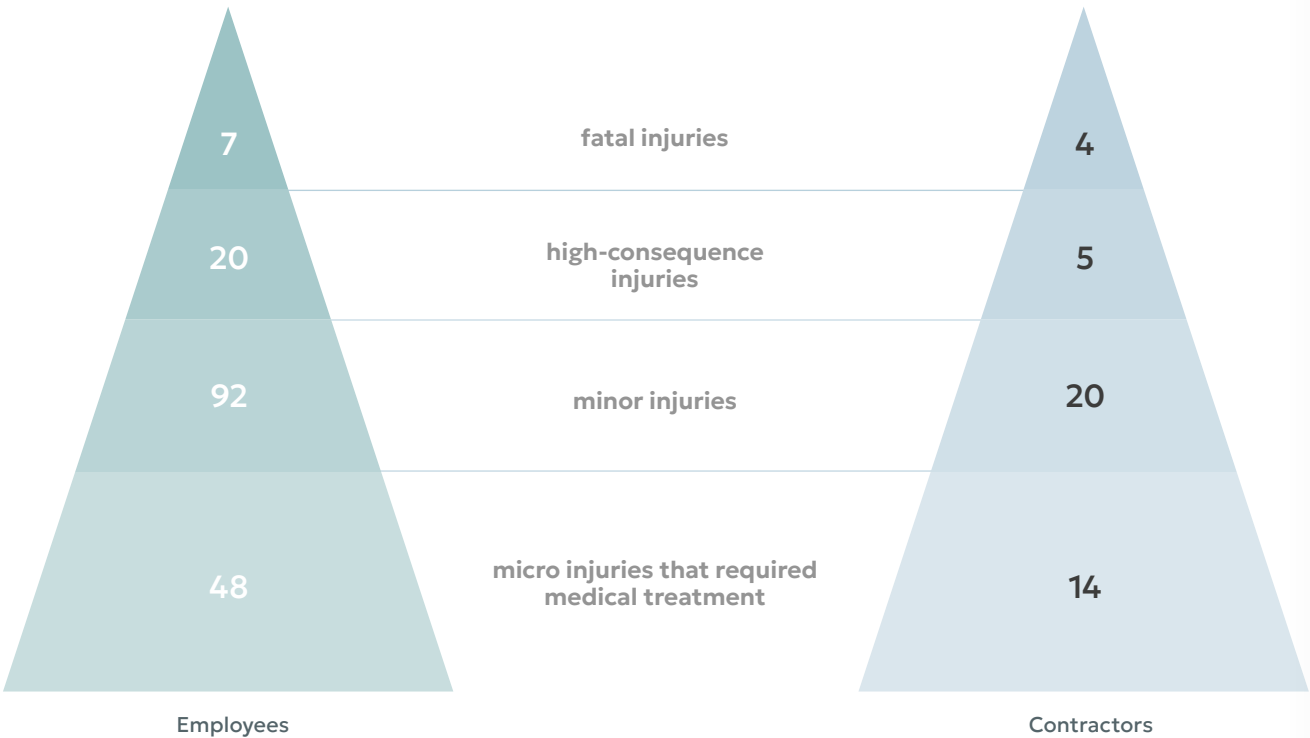 7
fatal injuries
4
20
high-consequence
injuries
5
92
minor injuries
20
48
micro injuries that required
medical treatment
14
Employees
Contractors